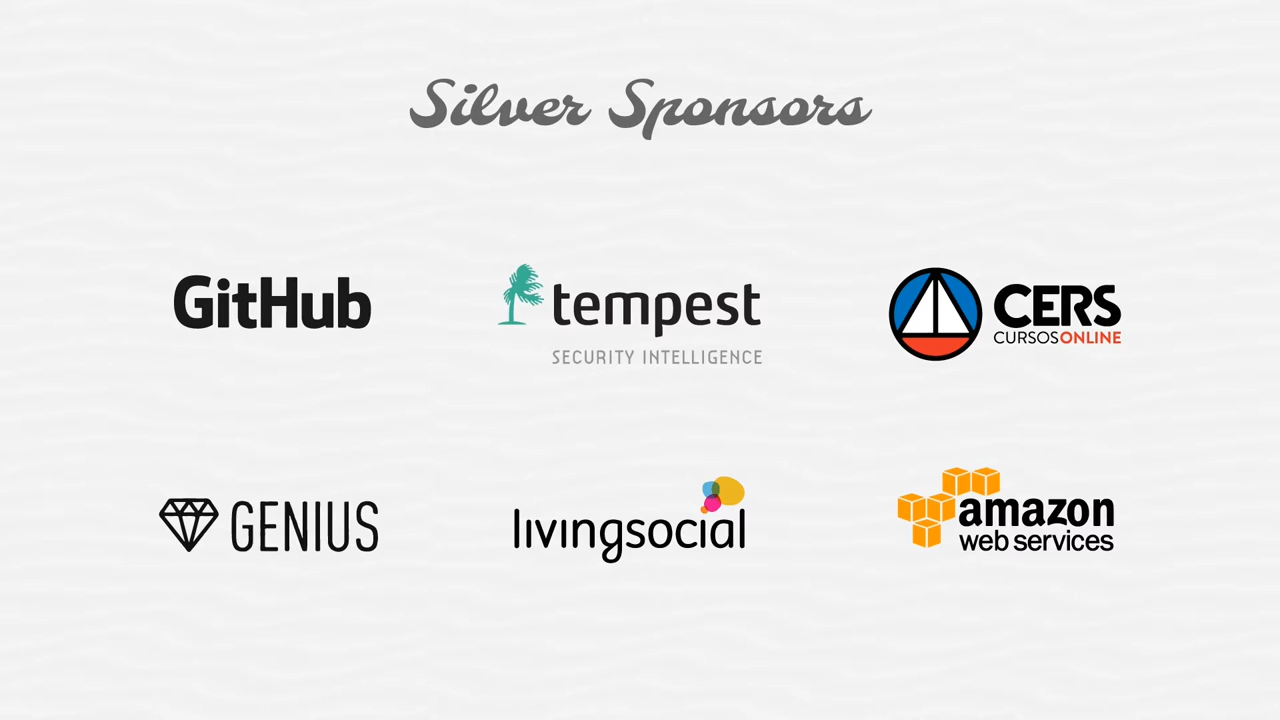 Silver Sponsors
GitHub
tempest
SECURITY INTELLIGENCE
CERS
CURSOSONLINE
GENIUS
livingsocial
amazon
web services